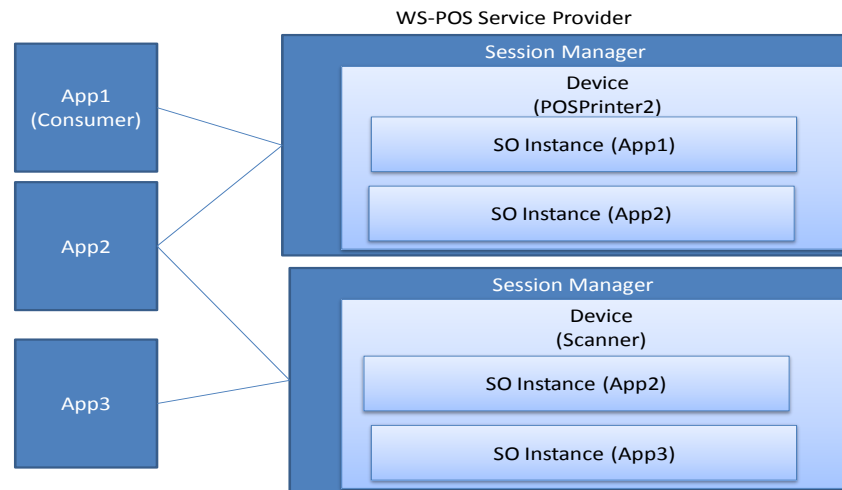 WS-POS Service Provider
App1
(Consumer)
App2
App3
Session Manager
Device
(POSPrinter2)
SO Instance (App1)
SO Instance (App2)
Session Manager
Device
(Scanner)
SO Instance (App2)
SO Instance (App3)